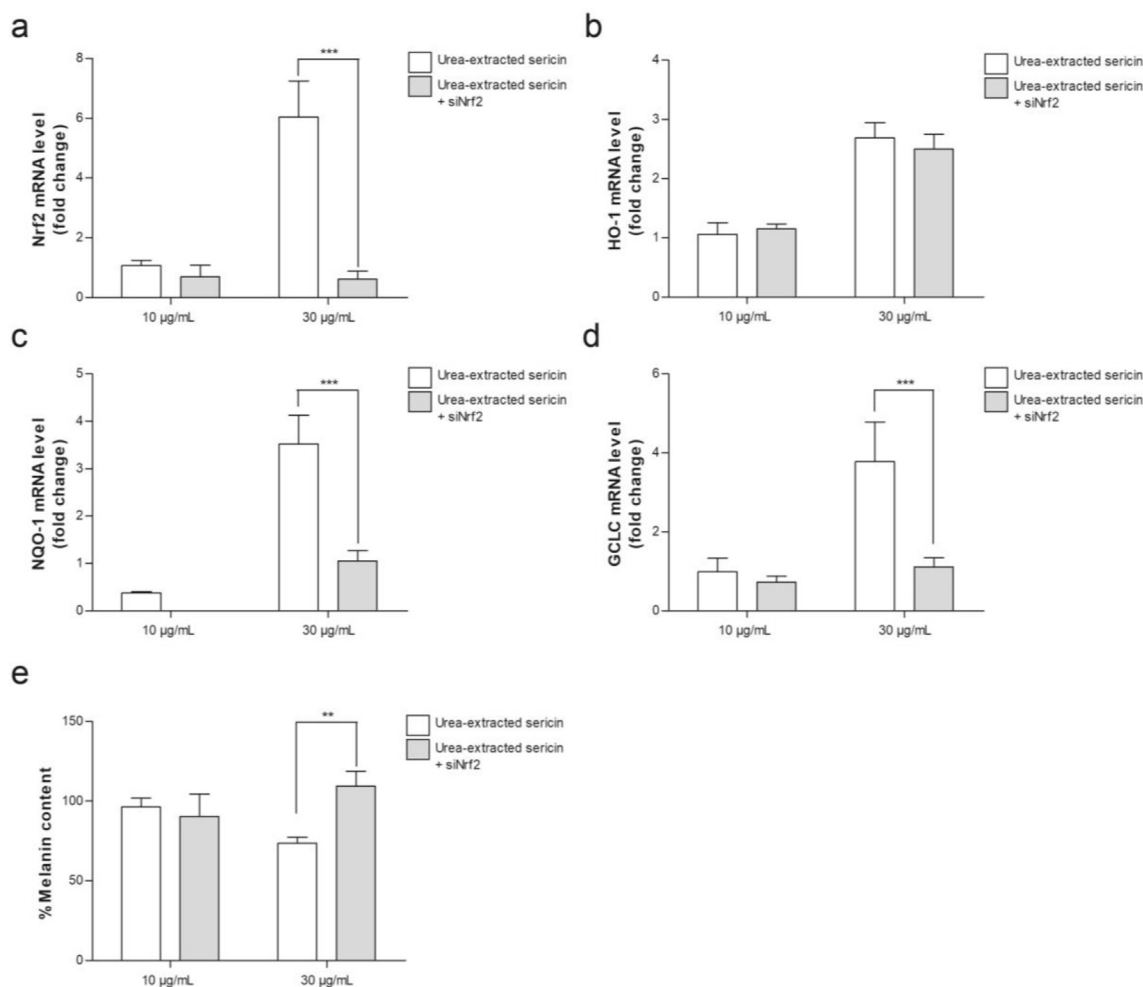 a
Nrf2 mRNA level
(fold change)
8
6
4
2
0
***
10 µg/mL
30 µg/mL
Urea-extracted sericin
Urea-extracted sericin
+ siNrf2
b
HO-1 mRNA level
(fold change)
4
3
2
1
0
10 µg/mL
30 µg/mL
Urea-extracted sericin
Urea-extracted sericin
+ siNrf2
c
NQO-1 mRNA level
(fold change)
5
4
3
2
1
0
***
10 µg/mL
30 µg/mL
Urea-extracted sericin
Urea-extracted sericin
+ siNrf2
d
GCLC mRNA level
(fold change)
6
4
2
0
***
10 µg/mL
30 µg/mL
Urea-extracted sericin
Urea-extracted sericin
+ siNrf2
e
%Melanin content
150
100
50
0
**
10 µg/mL
30 µg/mL
Urea-extracted sericin
Urea-extracted sericin
+ siNrf2